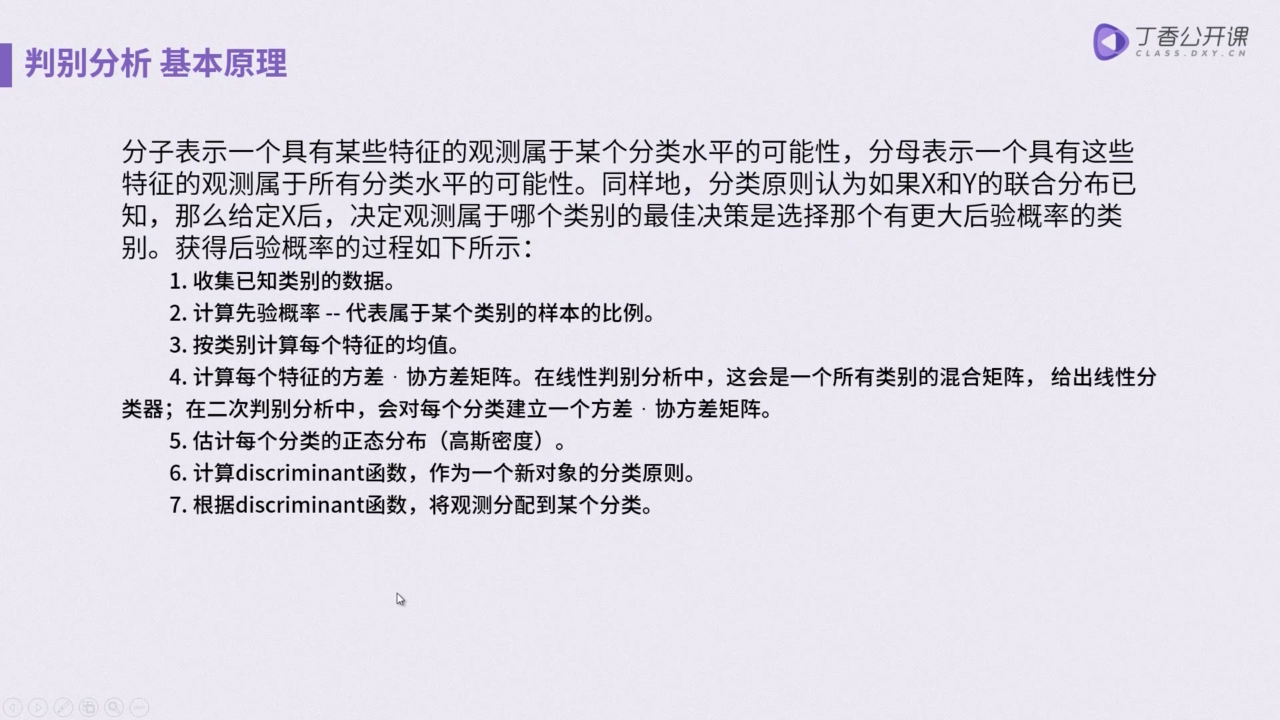 判别分析 基本原理
丁香公开课
CLASS.DXY.CN
分子表示一个具有某些特征的观测属于某个分类水平的可能性，分母表示一个具有这些
特征的观测属于所有分类水平的可能性。同样地，分类原则认为如果X和Y的联合分布已
知，那么给定X后，决定观测属于哪个类别的最佳决策是选择那个有更大后验概率的类
别。获得后验概率的过程如下所示：
1. 收集已知类别的数据。
2. 计算先验概率 -- 代表属于某个类别的样本的比例。
3. 按类别计算每个特征的均值。
4. 计算每个特征的方差 · 协方差矩阵。在线性判别分析中，这会是一个所有类别的混合矩阵， 给出线性分
类器；在二次判别分析中，会对每个分类建立一个方差 · 协方差矩阵。
5. 估计每个分类的正态分布（高斯密度）。
6. 计算discriminant函数，作为一个新对象的分类原则。
7. 根据discriminant函数，将观测分配到某个分类。